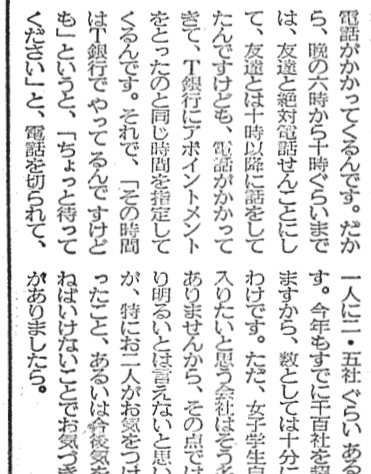 電話がかかってくるんです。だか
ら、晩の六時から十時ぐらいまで
は、友達と絶対電話せんことにし
て、友達とは十時以降に話をして
たんですけども、電話がかかって
きて、T銀行にアポイントメント
をとったのと同じ時間を指定して
くるんです。それで、「その時間
はT銀行でやってるんですけど
も」というと、「ちょっと待って
ください」と、電話を切られて、
一人に二・五社ぐらいある
す。今年もすでに千百社を
ますから、数としては十分に
わけです。ただ、女子学生
入りたいと思う会社はそう
ありませんから、その点では
り明るいとは言えないと思い
が、特にお二人がお気をつけ
ったこと、あるいは今後気を
ねばいけないことでお気づき
がありましたら。